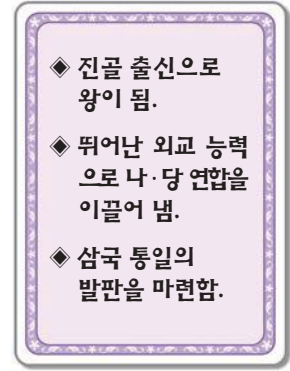 ◈ 진골 출신으로
왕이 됨.
◈ 뛰어난 외교 능력
으로 나·당 연합을
이끌어 냄.
◈ 삼국 통일의
발판을 마련함.